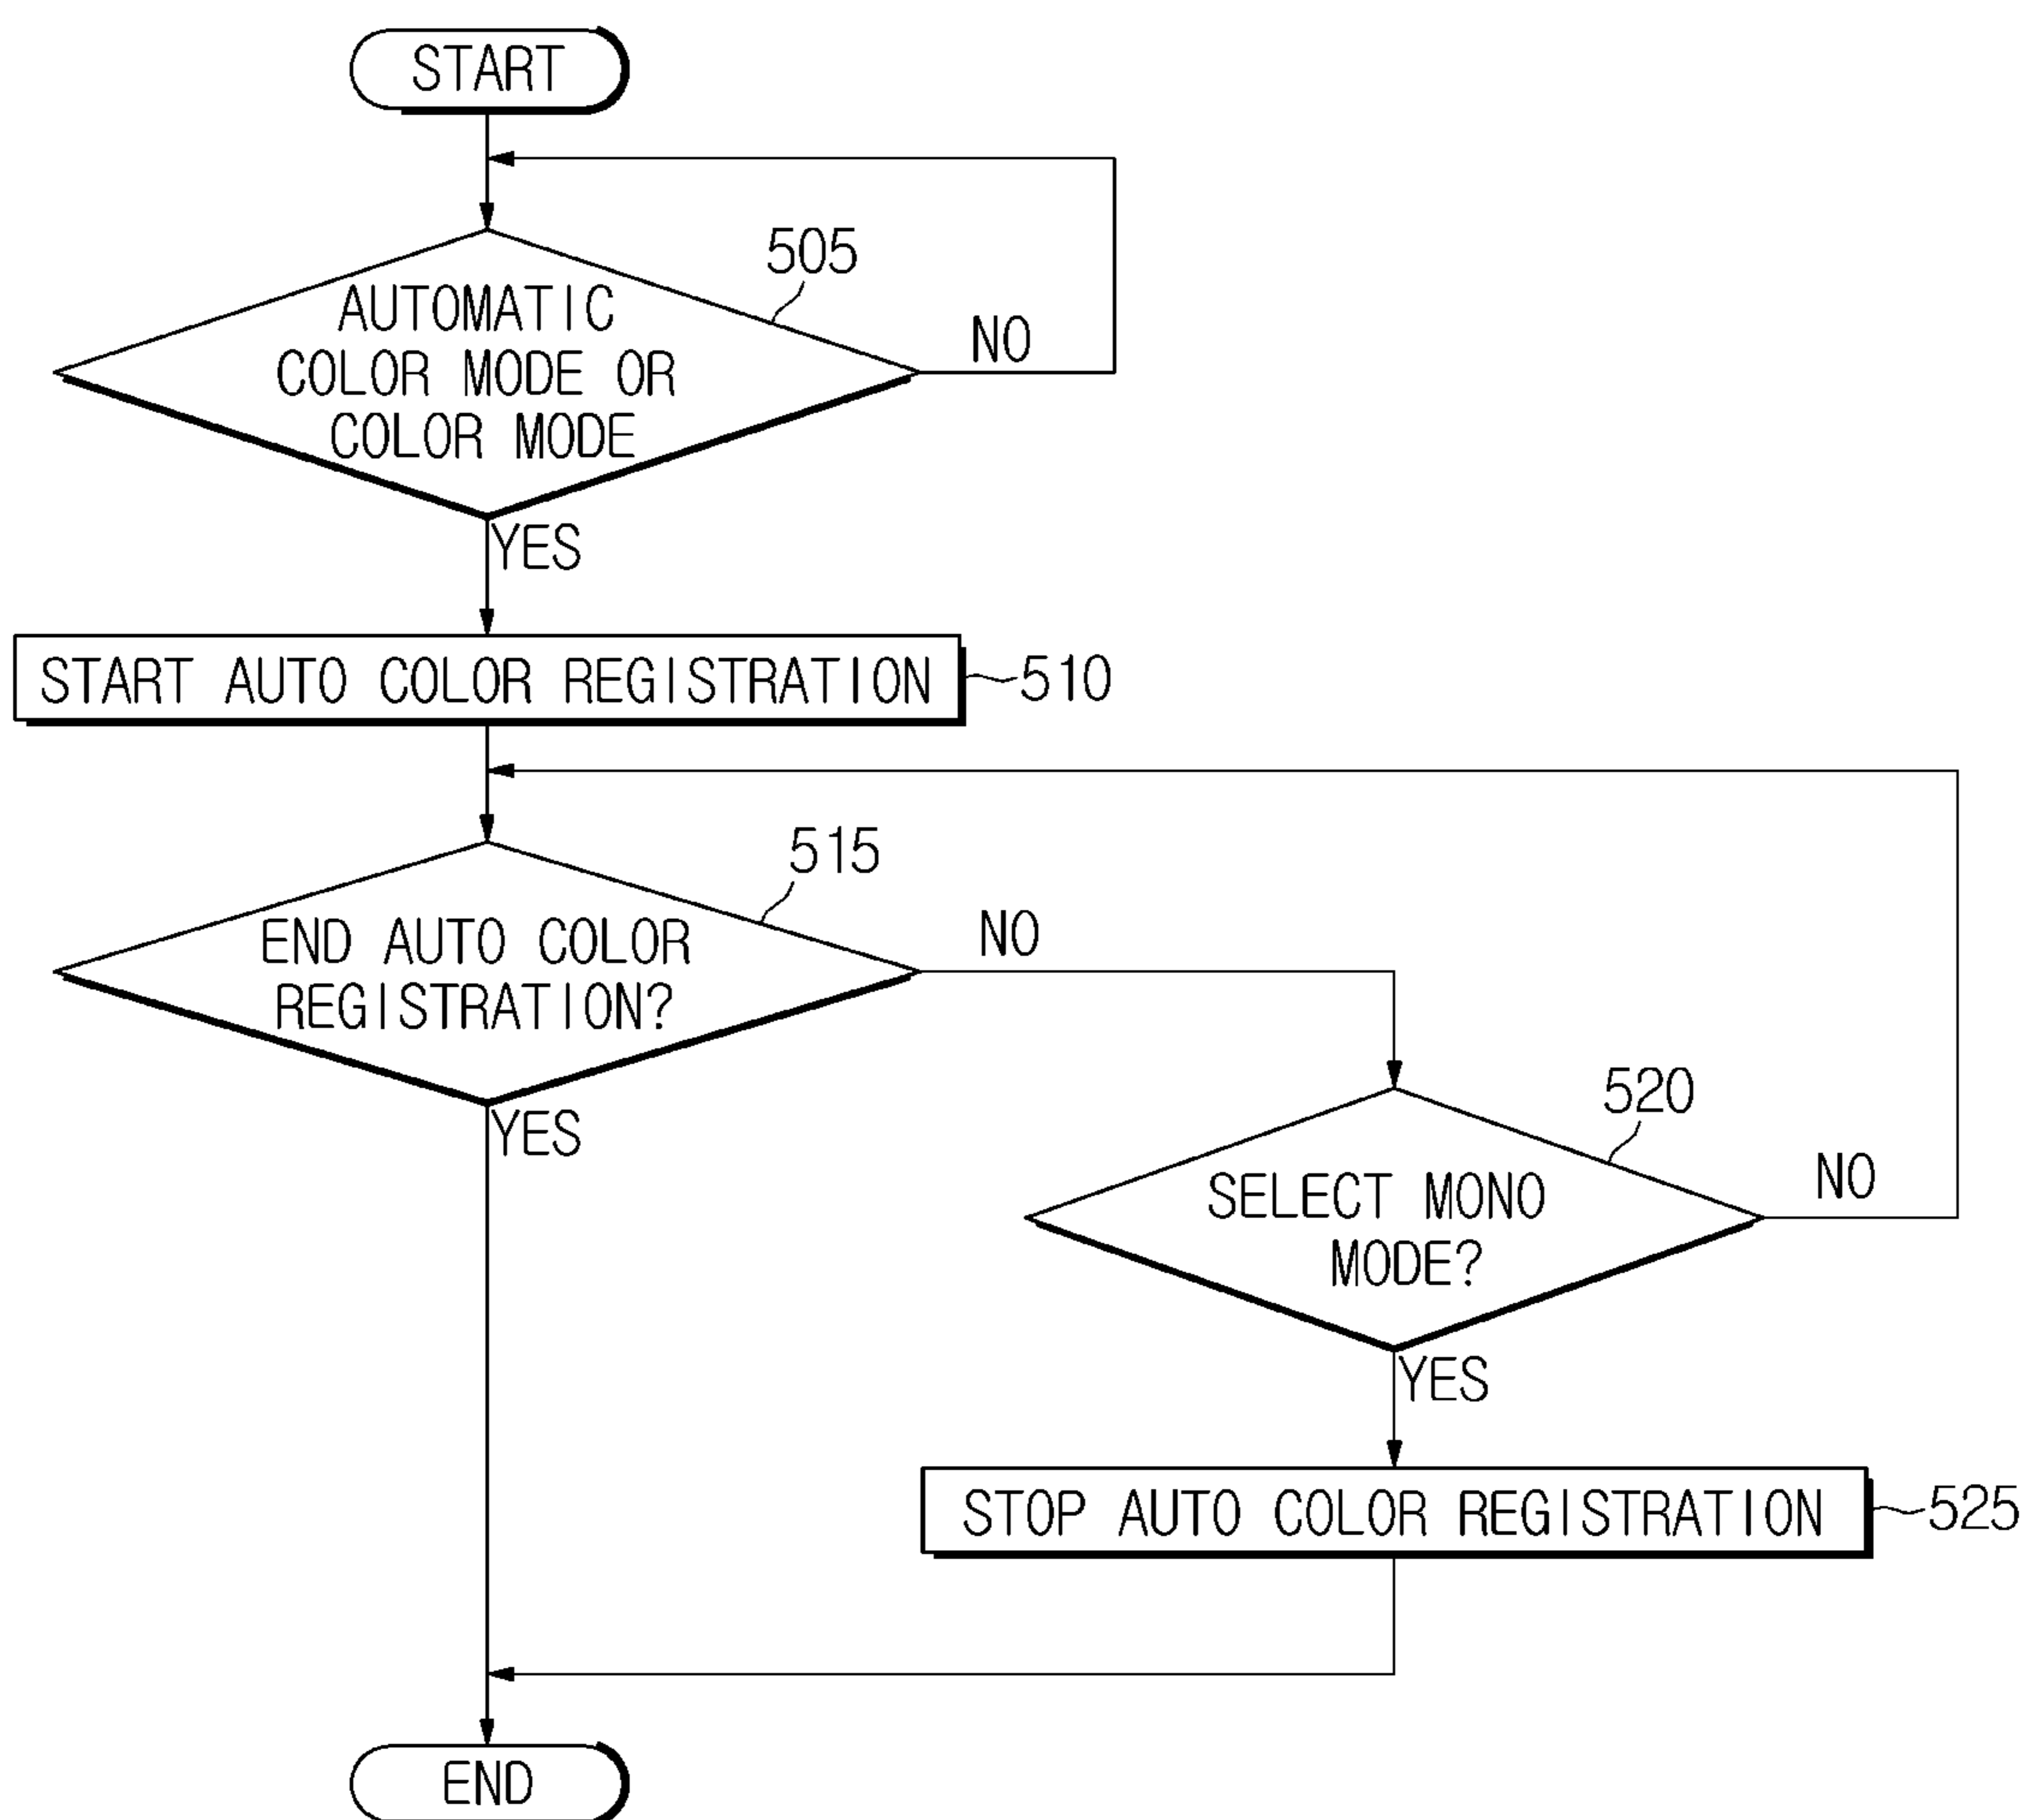 START
505
AUTOMATIC
COLOR MODE OR
COLOR MODE
NO
YES
START AUTO COLOR REGISTRATION
510
515
END AUTO COLOR
REGISTRATION?
NO
YES
520
SELECT MONO
MODE?
NO
YES
STOP AUTO COLOR REGISTRATION
525
END